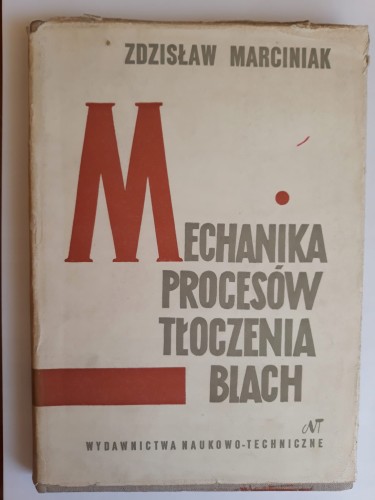 ZDZISŁAW MARCINIAK
MECHANIKA
PROCESÓW
TŁOCZENIA
BLACH
WYDAWNICTWA NAUKOWO-TECHNICZNE